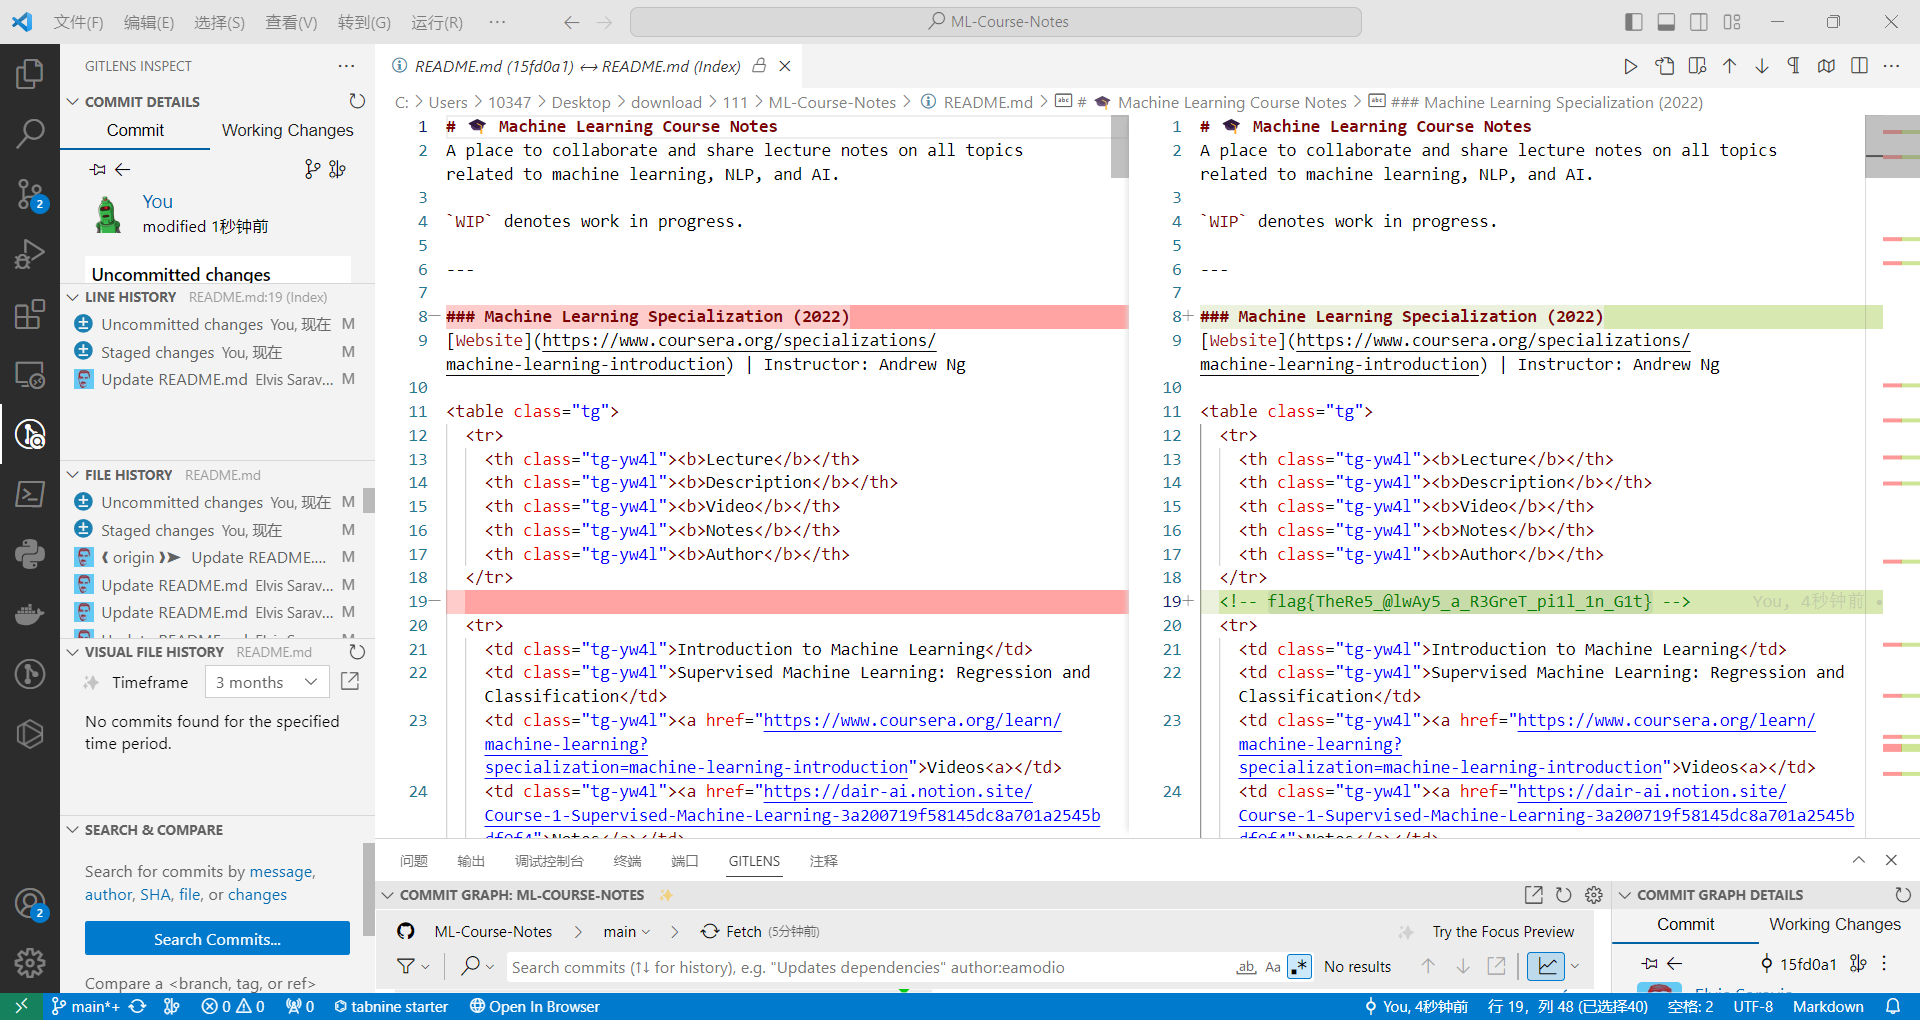 文件(F) 编辑(E) 选择(S) 查看(V) 转到(G) 运行(R) ··· ML-Course-Notes
GITLENS INSPECT
COMMIT DETAILS
Commit Working Changes
You
modified 1秒钟前
Uncommitted changes
LINE HISTORY README.md:19 (Index)
Uncommitted changes You, 现在 M
Staged changes You, 现在 M
Update README.md Elvis Sarav... M
FILE HISTORY README.md
Uncommitted changes You, 现在 M
Staged changes You, 现在 M
origin Update README.... M
Update README.md Elvis Sarav... M
Update README.md Elvis Sarav... M
VISUAL FILE HISTORY README.md
Timeframe 3 months
No commits found for the specified
time period.
SEARCH & COMPARE
Search for commits by message,
author, SHA, file, or changes
Search Commits...
Compare a <branch, tag, or ref>
2
2
README.md (15fd0a1) ↔ README.md (Index)
C: > Users > 10347 > Desktop > download > 111 > ML-Course-Notes > README.md > # 🎓 Machine Learning Course Notes > ### Machine Learning Specialization (2022)
1 # 🎓 Machine Learning Course Notes
2 A place to collaborate and share lecture notes on all topics
related to machine learning, NLP, and AI.
3
4 `WIP` denotes work in progress.
5
6 ---
7
8 ### Machine Learning Specialization (2022)
9 [Website](https://www.coursera.org/specializations/
machine-learning-introduction) | Instructor: Andrew Ng
10
11 <table class="tg">
12 <tr>
13 <th class="tg-yw4l"><b>Lecture</b></th>
14 <th class="tg-yw4l"><b>Description</b></th>
15 <th class="tg-yw4l"><b>Video</b></th>
16 <th class="tg-yw4l"><b>Notes</b></th>
17 <th class="tg-yw4l"><b>Author</b></th>
18 </tr>
19
20 <tr>
21 <td class="tg-yw4l">Introduction to Machine Learning</td>
22 <td class="tg-yw4l">Supervised Machine Learning: Regression and
Classification</td>
23 <td class="tg-yw4l"><a href="https://www.coursera.org/learn/
machine-learning?
specialization=machine-learning-introduction">Videos<a></td>
24 <td class="tg-yw4l"><a href="https://dair-ai.notion.site/
Course-1-Supervised-Machine-Learning-3a200719f58145dc8a701a2545b
df0f4">Notes</a></td>
1 # 🎓 Machine Learning Course Notes
2 A place to collaborate and share lecture notes on all topics
related to machine learning, NLP, and AI.
3
4 `WIP` denotes work in progress.
5
6 ---
7
8+ ### Machine Learning Specialization (2022)
9 [Website](https://www.coursera.org/specializations/
machine-learning-introduction) | Instructor: Andrew Ng
10
11 <table class="tg">
12 <tr>
13 <th class="tg-yw4l"><b>Lecture</b></th>
14 <th class="tg-yw4l"><b>Description</b></th>
15 <th class="tg-yw4l"><b>Video</b></th>
16 <th class="tg-yw4l"><b>Notes</b></th>
17 <th class="tg-yw4l"><b>Author</b></th>
18 </tr>
19+ <!-- flag{TheRe5_@lwAy5_a_R3GreT_pi1l_1n_G1t} --> You, 4秒钟前 •
20 <tr>
21 <td class="tg-yw4l">Introduction to Machine Learning</td>
22 <td class="tg-yw4l">Supervised Machine Learning: Regression and
Classification</td>
23 <td class="tg-yw4l"><a href="https://www.coursera.org/learn/
machine-learning?
specialization=machine-learning-introduction">Videos<a></td>
24 <td class="tg-yw4l"><a href="https://dair-ai.notion.site/
Course-1-Supervised-Machine-Learning-3a200719f58145dc8a701a2545b
df0f4">Notes</a></td>
问题 输出 调试控制台 终端 端口 GITLENS 注释
COMMIT GRAPH: ML-COURSE-NOTES
ML-Course-Notes > main > Fetch (5分钟前) Try the Focus Preview
Search commits (↑↓ for history), e.g. "Updates dependencies" author:eamodio ab Aa .* No results
COMMIT GRAPH DETAILS
Commit Working Changes
15fd0a1
main*+ 0 0 0 tabnine starter Open In Browser You, 4秒钟前 行 19, 列 48 (已选择40) 空格: 2 UTF-8 Markdown